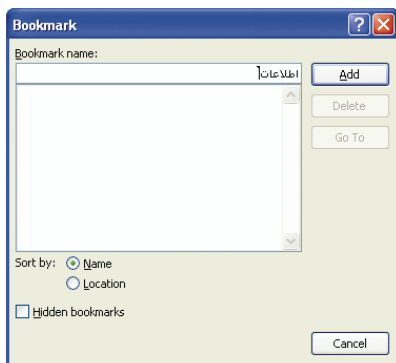 Bookmark
Bookmark name:
اطلاعات
Add
Delete
Go To
Sort by: Name
Location
Hidden bookmarks
Cancel